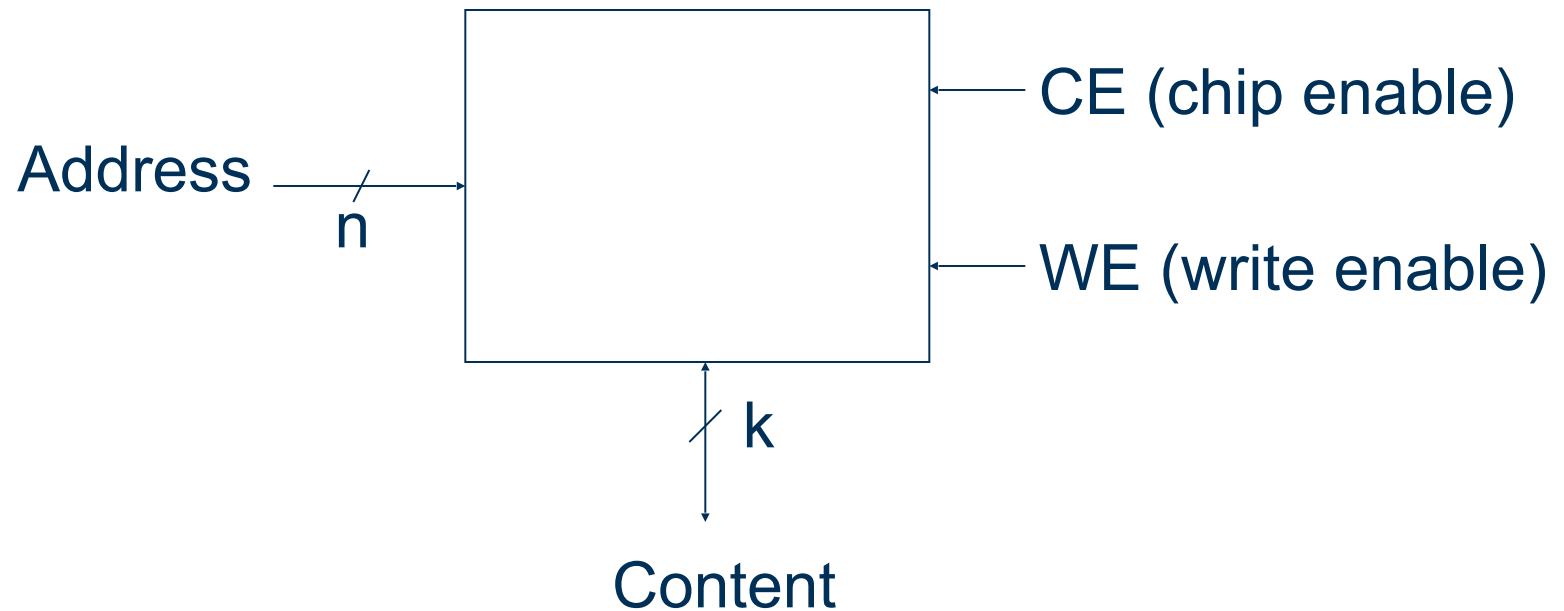 CE (chip enable)
Address
n
WE (write enable)
k
Content